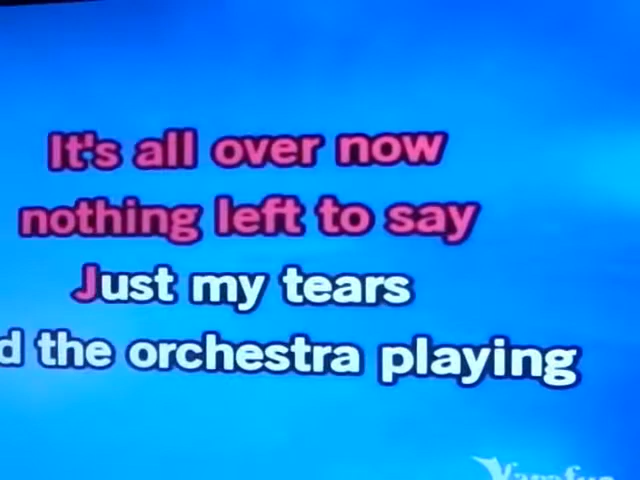 It's all over now
nothing left to say
Just my tears
d the orchestra playing